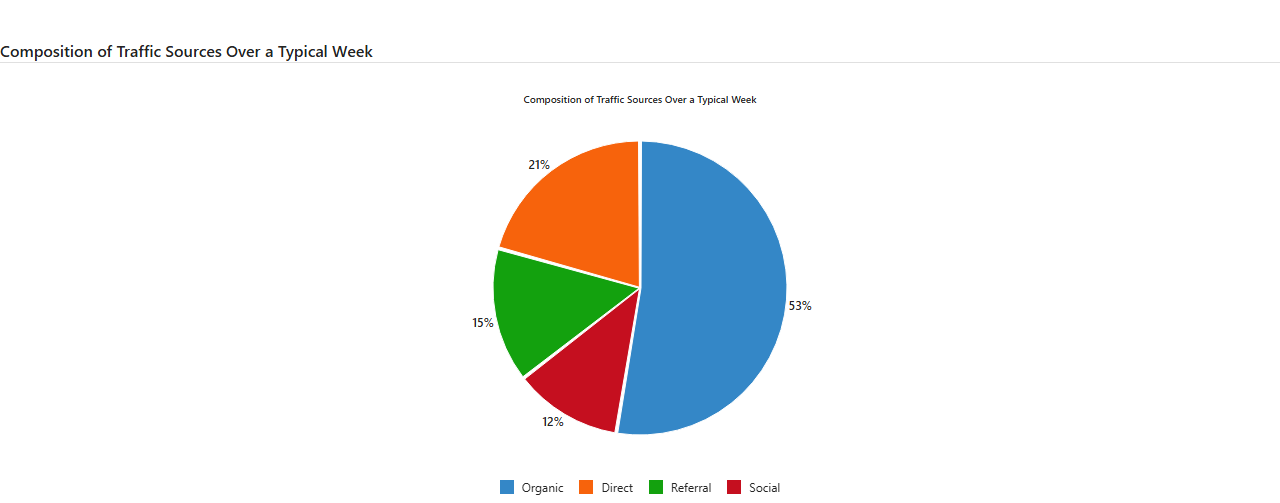 Composition of Traffic Sources Over a Typical Week
Composition of Traffic Sources Over a Typical Week
21%
53%
15%
12%
Organic Direct Referral Social